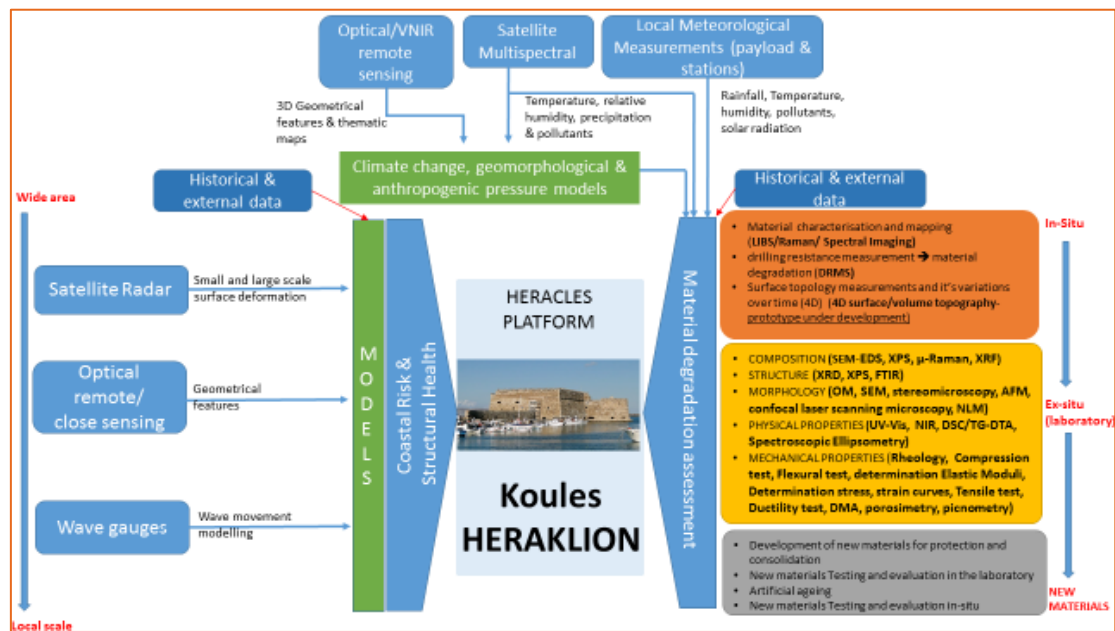 Optical/VNIR
remote
sensing
Satellite
Multispectral
Local Meteorological
Measurements (payload &
stations)
3D Geometrical
features & thematic
maps
Temperature, relative
humidity, precipitation
& pollutants
Rainfall, Temperature,
humidity, pollutants,
solar radiation
Climate change, geomorphological &
anthropogenic pressure models
Historical &
external data
Historical & external
data
Wide area
Satellite Radar
Small and large scale
surface deformation
Optical
remote/
close sensing
Geometrical
features
Wave gauges
Wave movement
modelling
Local scale
MODELS
Coastal Risk &
Structural Health
HERACLES
PLATFORM
Koules
HERAKLION
Material degradation assessment
• Material characterisation and mapping
(LIBS/Raman/ Spectral Imaging)
• drilling resistance measurement ➔ material
degradation (DRMS)
• Surface topology measurements and it's variations
over time (4D) (4D surface/volume topography-
prototype under development)
• COMPOSITION (SEM-EDS, XPS, µ-Raman, XRF)
• STRUCTURE (XRD, XPS, FTIR)
• MORPHOLOGY (OM, SEM, stereomicroscopy, AFM,
confocal laser scanning microscopy, NLM)
• PHYSICAL PROPERTIES (UV-Vis, NIR, DSC/TG-DTA,
Spectroscopic Ellipsometry)
• MECHANICAL PROPERTIES (Rheology, Compression
test, Flexural test, determination Elastic Moduli,
Determination stress, strain curves, Tensile test,
Ductility test, DMA, porosimetry, picnometry)
• Development of new materials for protection and
consolidation
• New materials Testing and evaluation in the laboratory
• Artificial ageing
• New materials Testing and evaluation in-situ
In-Situ
Ex-situ
(laboratory)
NEW
MATERIALS